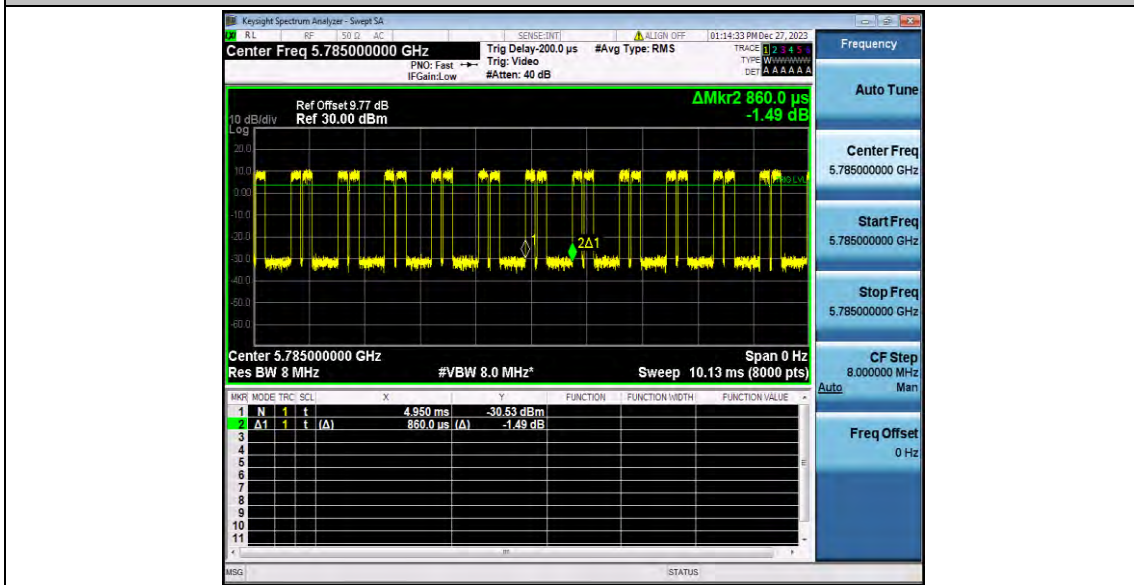 Keysight Spectrum Analyzer - Swept SA
RL RF 50 Ω AC SENSE:INT ALIGN OFF 01:14:33 PM Dec 27, 2023
Center Freq 5.785000000 GHz
PNO: Fast
IFGain:Low
Trig Delay-200.0 µs
Trig: Video
#Atten: 40 dB
#Avg Type: RMS
TRACE 1 2 3 4 5 6
TYPE W
DET A A A A A A
Ref Offset 9.77 dB
10 dB/div Ref 30.00 dBm
Log
ΔMkr2 860.0 µs
-1.49 dB
20.0
10.0
0.00
-10.0
-20.0
-30.0
-40.0
-50.0
-60.0
1
2Δ1
Center 5.785000000 GHz Span 0 Hz
Res BW 8 MHz #VBW 8.0 MHz* Sweep 10.13 ms (8000 pts)
MKR MODE TRC SCL X Y FUNCTION FUNCTION WIDTH FUNCTION VALUE
1 N 1 t 4.950 ms -30.53 dBm
2 Δ1 1 t (Δ) 860.0 µs (Δ) -1.49 dB
3
4
5
6
7
8
9
10
11
MSG STATUS
Frequency
Auto Tune
Center Freq
5.785000000 GHz
Start Freq
5.785000000 GHz
Stop Freq
5.785000000 GHz
CF Step
8.000000 MHz
Auto Man
Freq Offset
0 Hz